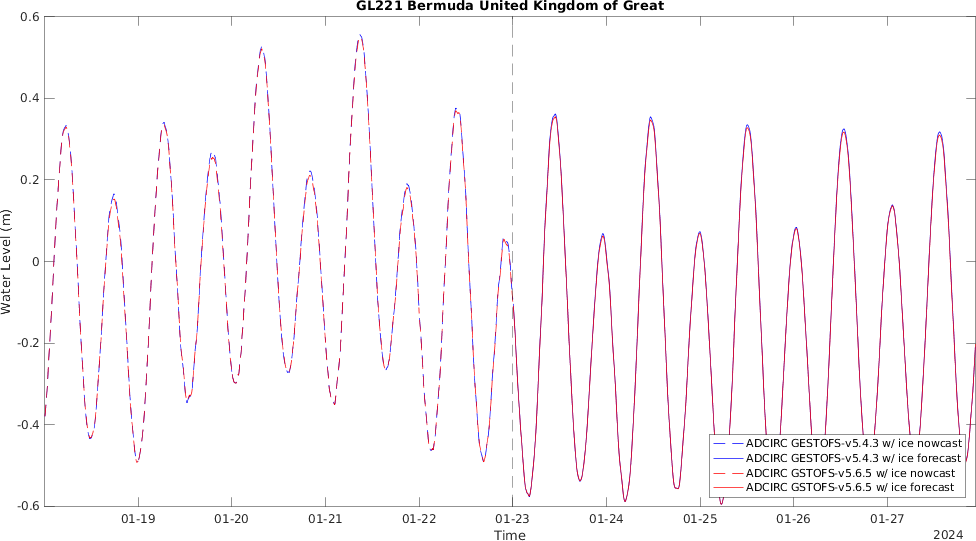 GL221 Bermuda United Kingdom of Great
0.6
0.4
0.2
0
-0.2
-0.4
-0.6
Water Level (m)
ADCIRC GESTOFS-v5.4.3 w/ ice nowcast
ADCIRC GESTOFS-v5.4.3 w/ ice forecast
ADCIRC GSTOFS-v5.6.5 w/ ice nowcast
ADCIRC GSTOFS-v5.6.5 w/ ice forecast
01-19 01-20 01-21 01-22 01-23 01-24 01-25 01-26 01-27
Time
2024